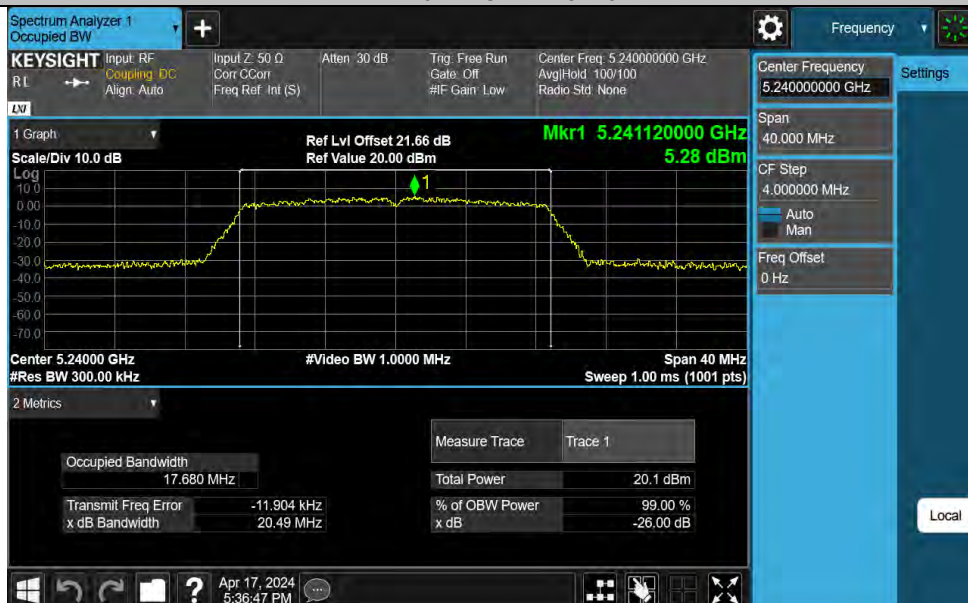 Spectrum Analyzer 1
Occupied BW
+
Frequency
KEYSIGHT
RL
LXI
Input: RF
Coupling: DC
Align: Auto
Input Z: 50 Ω
Corr CCorr
Freq Ref: Int (S)
Atten: 30 dB
Trig: Free Run
Gate: Off
#IF Gain: Low
Center Freq: 5.240000000 GHz
Avg|Hold: 100/100
Radio Std: None
Center Frequency
5.240000000 GHz
Settings
Span
40.000 MHz
CF Step
4.000000 MHz
Auto
Man
Freq Offset
0 Hz
Local
1 Graph
Scale/Div 10.0 dB
Ref Lvl Offset 21.66 dB
Ref Value 20.00 dBm
Mkr1 5.241120000 GHz
5.28 dBm
Log
10.0
0.00
-10.0
-20.0
-30.0
-40.0
-50.0
-60.0
-70.0
1
Center 5.24000 GHz
#Res BW 300.00 kHz
#Video BW 1.0000 MHz
Span 40 MHz
Sweep 1.00 ms (1001 pts)
2 Metrics
Measure Trace Trace 1
Occupied Bandwidth
17.680 MHz
Total Power 20.1 dBm
Transmit Freq Error -11.904 kHz
% of OBW Power 99.00 %
x dB Bandwidth 20.49 MHz
x dB -26.00 dB
?
Apr 17, 2024
5:36:47 PM